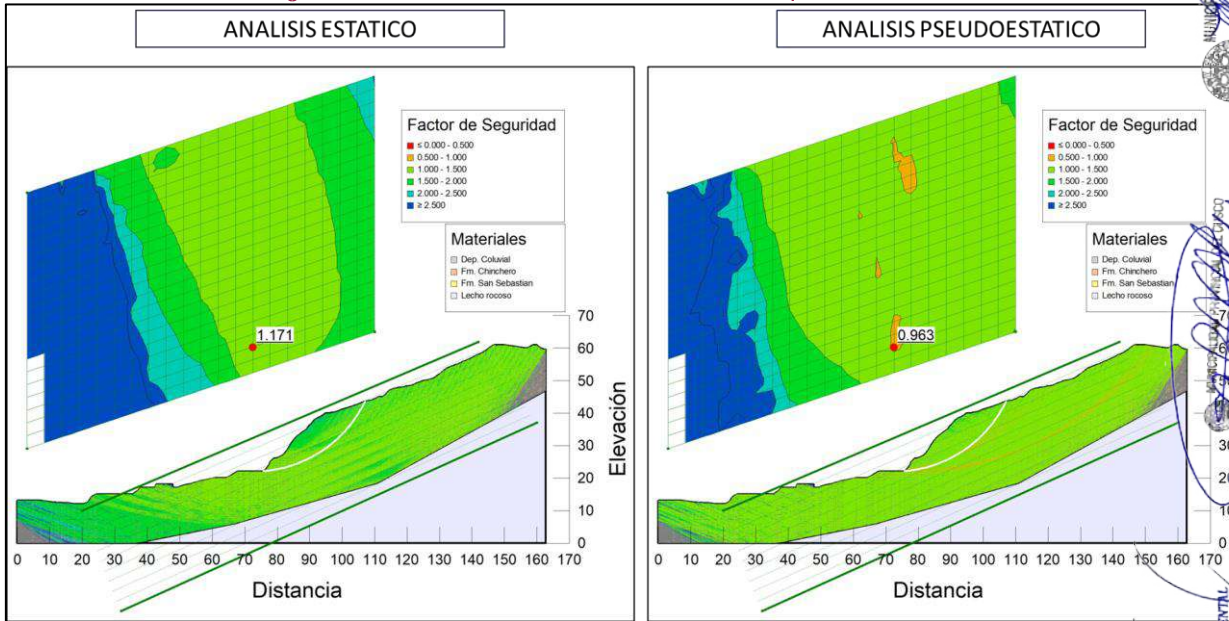 ANALISIS ESTATICO
ANALISIS PSEUDOESTATICO
Factor de Seguridad
≤ 0.000 - 0.500
0.500 - 1.000
1.000 - 1.500
1.500 - 2.000
2.000 - 2.500
≥ 2.500
Materiales
Dep. Coluvial
Fm. Chinchero
Fm. San Sebastian
Lecho rocoso
1.171
70
60
50
40
30
20
10
0
Elevación
0 10 20 30 40 50 60 70 80 90 100 110 120 130 140 150 160 170
Distancia
Factor de Seguridad
≤ 0.000 - 0.500
0.500 - 1.000
1.000 - 1.500
1.500 - 2.000
2.000 - 2.500
≥ 2.500
Materiales
Dep. Coluvial
Fm. Chinchero
Fm. San Sebastian
Lecho rocoso
0.963
70
60
30
20
10
0
0 10 20 30 40 50 60 70 80 90 100 110 120 130 140 150 160 170
Distancia